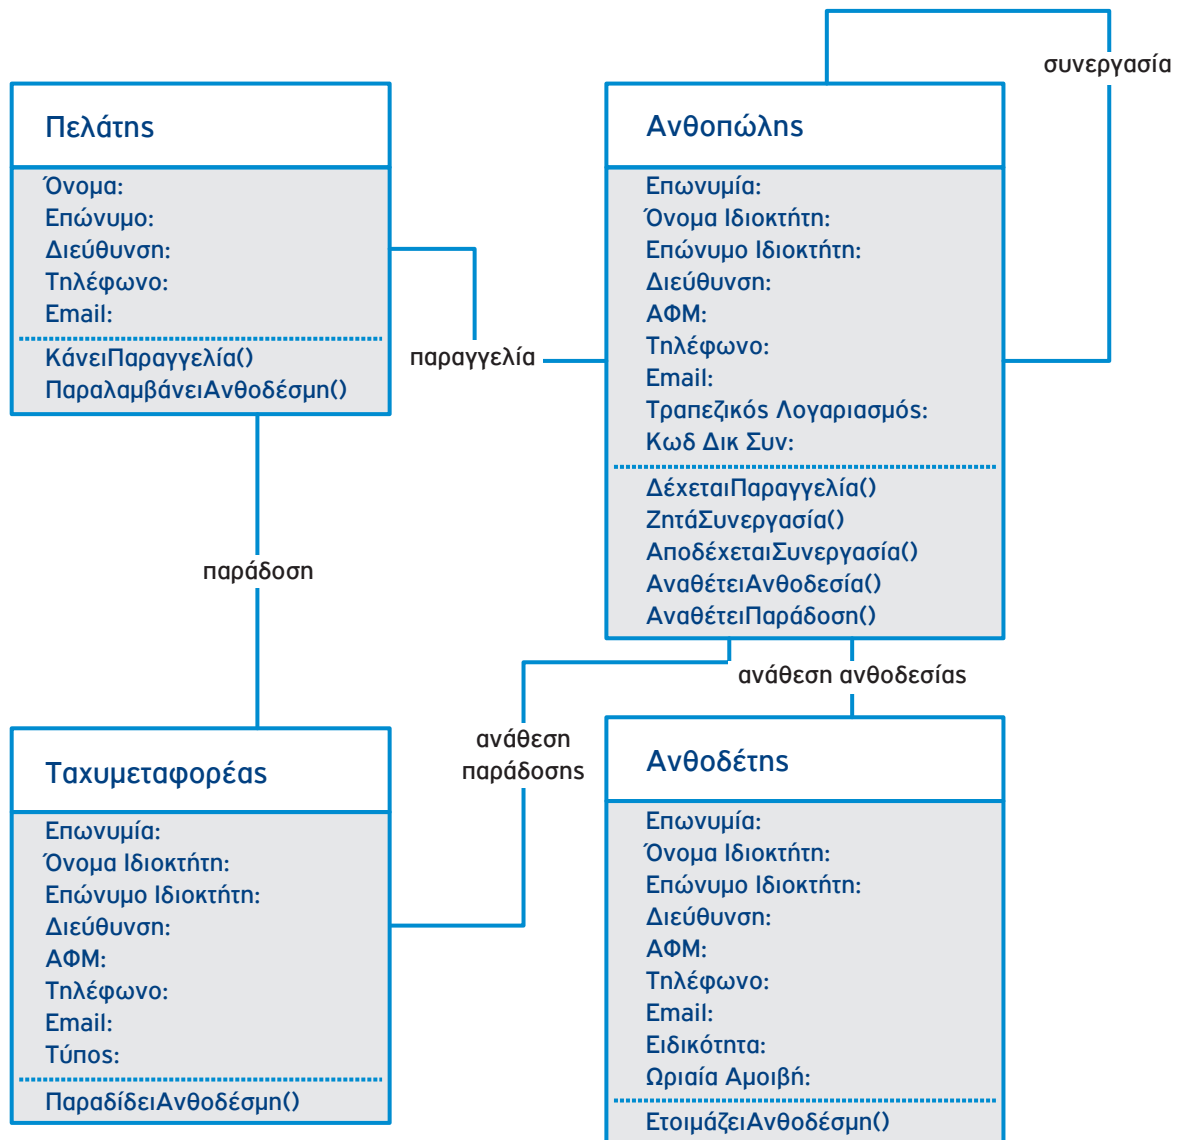 συνεργασία
Πελάτης
Όνομα:
Επώνυμο:
Διεύθυνση:
Τηλέφωνο:
Email:
ΚάνειΠαραγγελία()
ΠαραλαμβάνειΑνθοδέσμη()
παραγγελία
Ανθοπώλης
Επωνυμία:
Όνομα Ιδιοκτήτη:
Επώνυμο Ιδιοκτήτη:
Διεύθυνση:
ΑΦΜ:
Τηλέφωνο:
Email:
Τραπεζικός Λογαριασμός:
Κωδ Δικ Συν:
ΔέχεταιΠαραγγελία()
ΖητάΣυνεργασία()
ΑποδέχεταιΣυνεργασία()
ΑναθέτειΑνθοδεσία()
ΑναθέτειΠαράδοση()
παράδοση
ανάθεση ανθοδεσίας
ανάθεση
παράδοσης
Ταχυμεταφορέας
Επωνυμία:
Όνομα Ιδιοκτήτη:
Επώνυμο Ιδιοκτήτη:
Διεύθυνση:
ΑΦΜ:
Τηλέφωνο:
Email:
Τύπος:
ΠαραδίδειΑνθοδέσμη()
Ανθοδέτης
Επωνυμία:
Όνομα Ιδιοκτήτη:
Επώνυμο Ιδιοκτήτη:
Διεύθυνση:
ΑΦΜ:
Τηλέφωνο:
Email:
Ειδικότητα:
Ωριαία Αμοιβή:
ΕτοιμάζειΑνθοδέσμη()